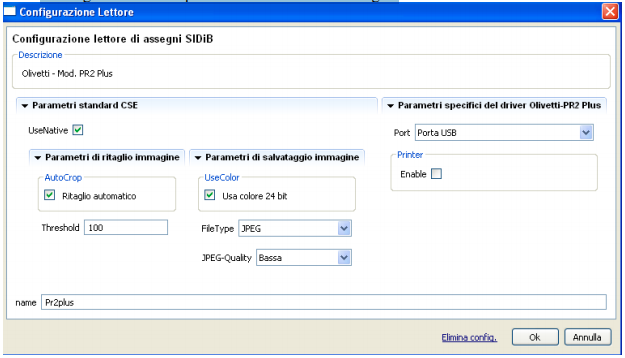 Configurazione Lettore
Configurazione lettore di assegni SIDiB
Descrizione
Olivetti - Mod. PR2 Plus
Parametri standard CSE
Parametri specifici del driver Olivetti-PR2 Plus
UseNative
Port Porta USB
Parametri di ritaglio immagine
Parametri di salvataggio immagine
Printer
Enable
AutoCrop
Ritaglio automatico
UseColor
Usa colore 24 bit
Threshold 100
FileType JPEG
JPEG-Quality Bassa
name Pr2plus
Elimina config. Ok Annulla